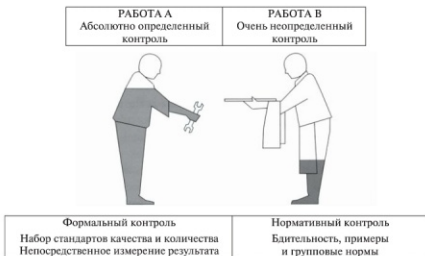 РАБОТА А
Абсолютно определенный
контроль
РАБОТА В
Очень неопределенный
контроль
Формальный контроль
Набор стандартов качества и количества
Непосредственное измерение результата
Нормативный контроль
Бдительность, примеры
и групповые нормы